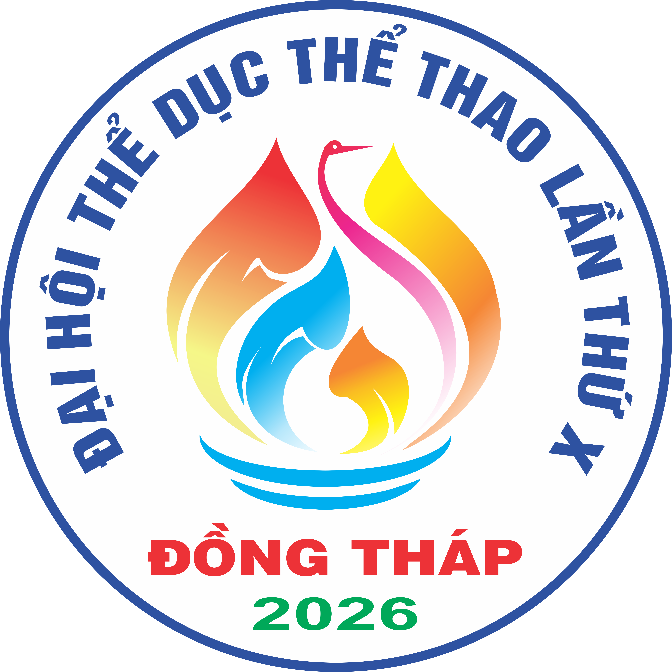 ĐẠI HỘI THỂ DỤC THỂ THAO LẦN THỨ X
ĐỒNG THÁP
2026